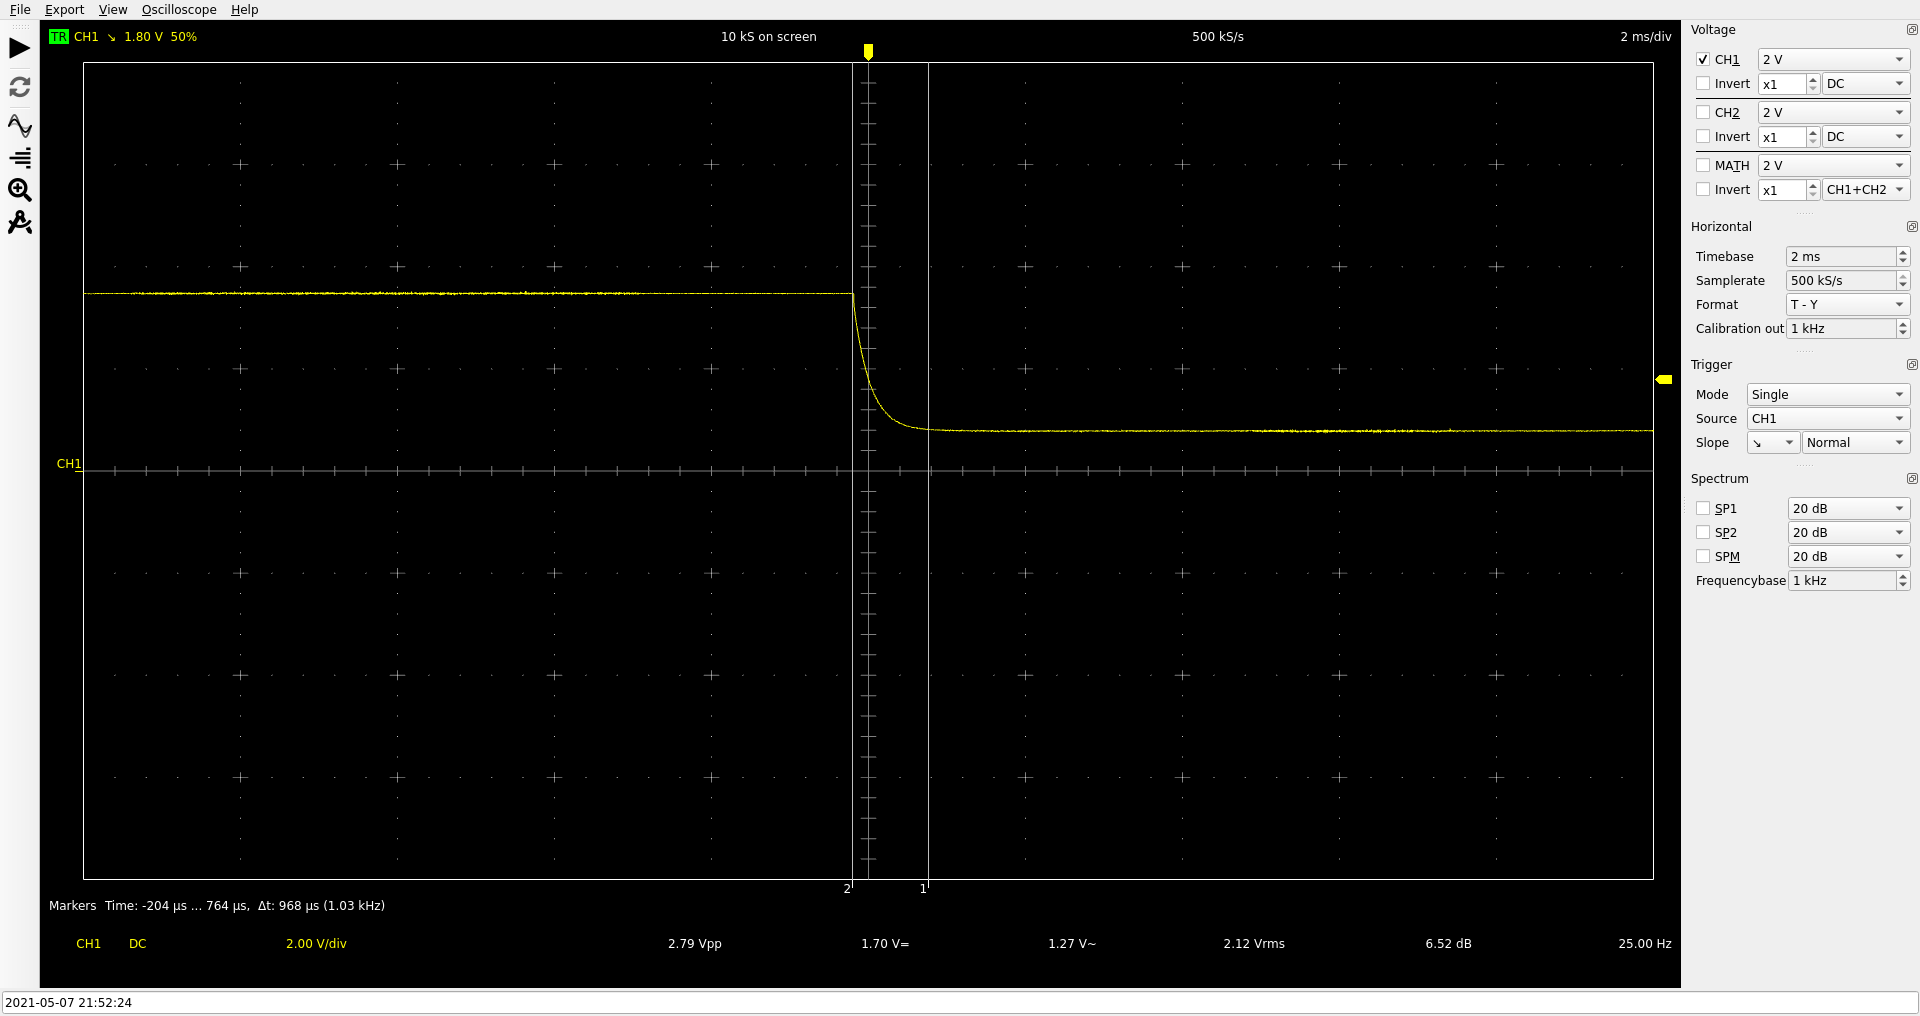 File Export View Oscilloscope Help
TR CH1 ↘ 1.80 V 50% 10 kS on screen 500 kS/s 2 ms/div
Voltage
CH1 2 V
Invert x1 DC
CH2 2 V
Invert x1 DC
MATH 2 V
Invert x1 CH1+CH2
Horizontal
Timebase 2 ms
Samplerate 500 kS/s
Format T - Y
Calibration out 1 kHz
Trigger
Mode Single
Source CH1
Slope ↘ Normal
Spectrum
SP1 20 dB
SP2 20 dB
SPM 20 dB
Frequencybase 1 kHz
CH1
2 1
Markers Time: -204 µs ... 764 µs, Δt: 968 µs (1.03 kHz)
CH1 DC 2.00 V/div 2.79 Vpp 1.70 V= 1.27 V~ 2.12 Vrms 6.52 dB 25.00 Hz
2021-05-07 21:52:24